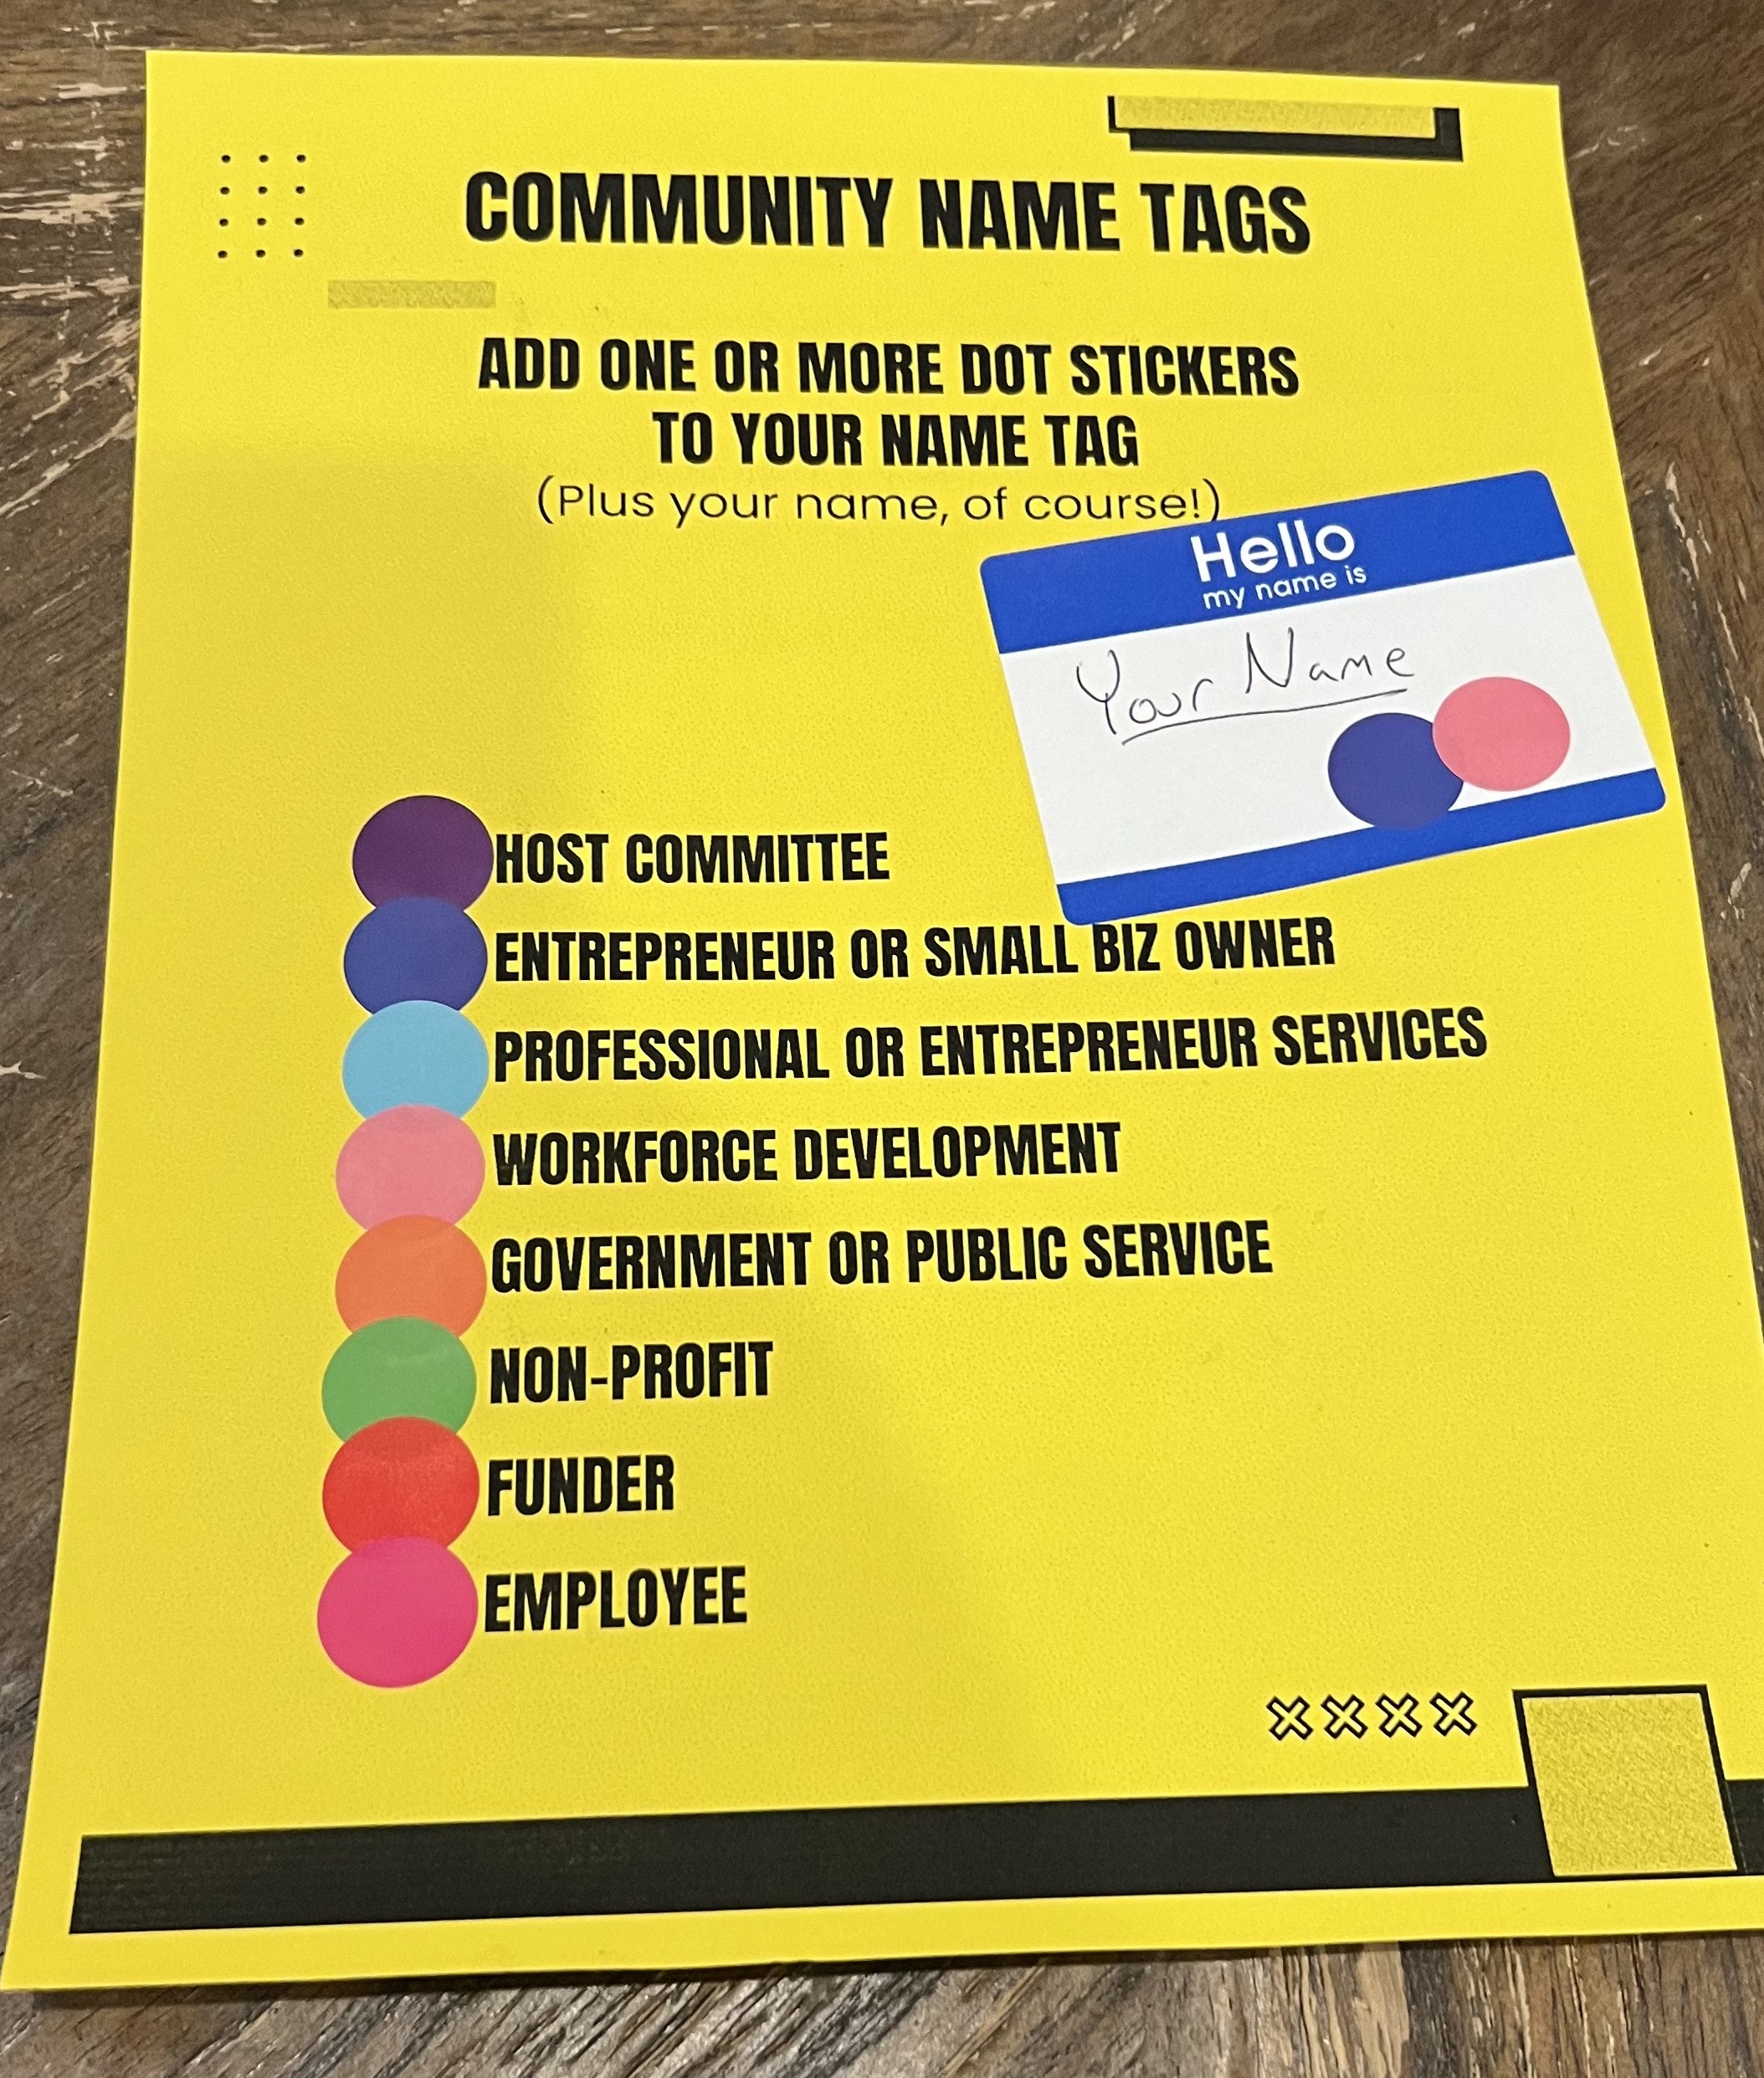 COMMUNITY NAME TAGS
ADD ONE OR MORE DOT STICKERS
TO YOUR NAME TAG
(Plus your name, of course!)
Hello
my name is
Your Name
HOST COMMITTEE
ENTREPRENEUR OR SMALL BIZ OWNER
PROFESSIONAL OR ENTREPRENEUR SERVICES
WORKFORCE DEVELOPMENT
GOVERNMENT OR PUBLIC SERVICE
NON-PROFIT
FUNDER
EMPLOYEE